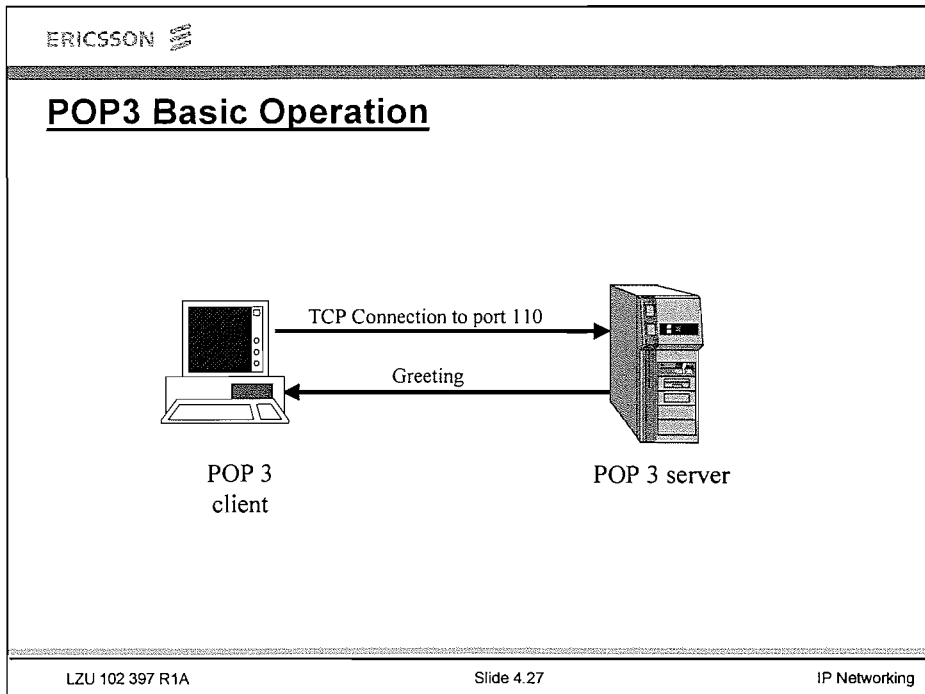 ERICSSON
POP3 Basic Operation
TCP Connection to port 110
Greeting
POP 3
client
POP 3 server
LZU 102 397 R1A
Slide 4.27
IP Networking